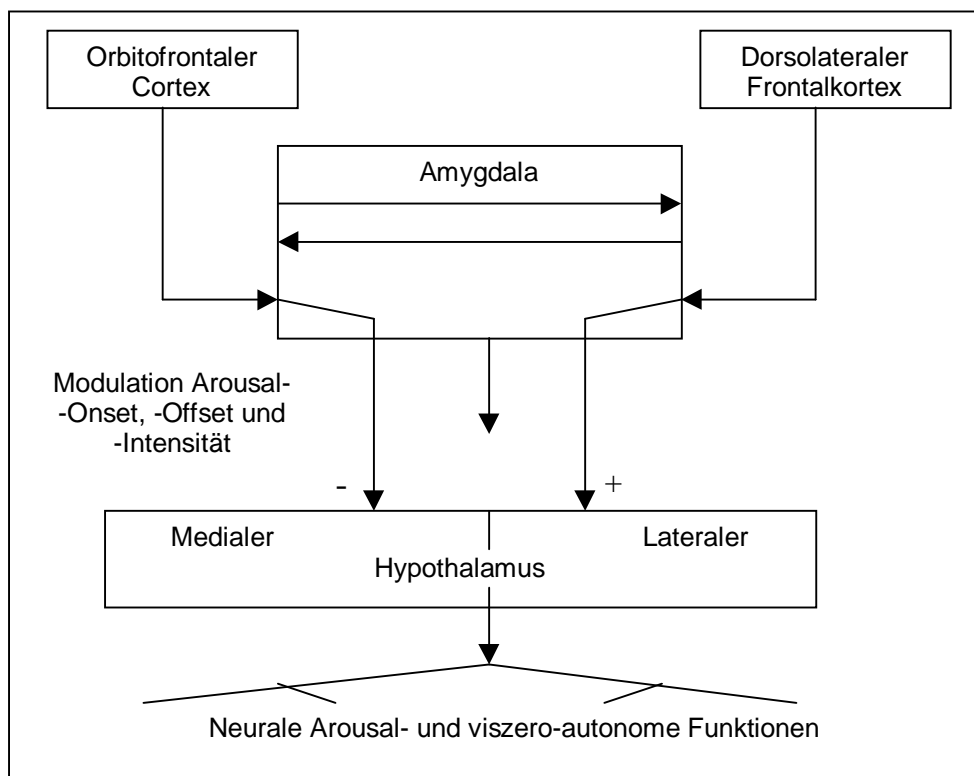 Orbitofrontaler
Cortex
Dorsolateraler
Frontalkortex
Amygdala
Modulation Arousal-
-Onset, -Offset und
-Intensität
-
+
Medialer
Lateraler
Hypothalamus
Neurale Arousal- und viszero-autonome Funktionen